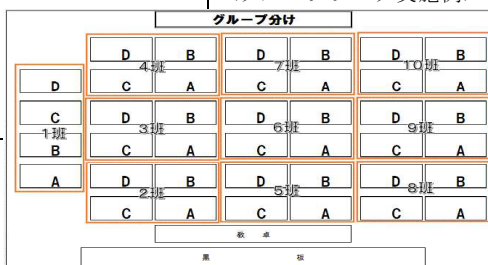 グループ分け
D B D B D B
4班 7班 10班
D C A C A C A
C D B D B D B
1班 3班 6班 9班
B C A C A C A
A D B D B D B
2班 5班 8班
C A C A C A
教 卓
黒 板